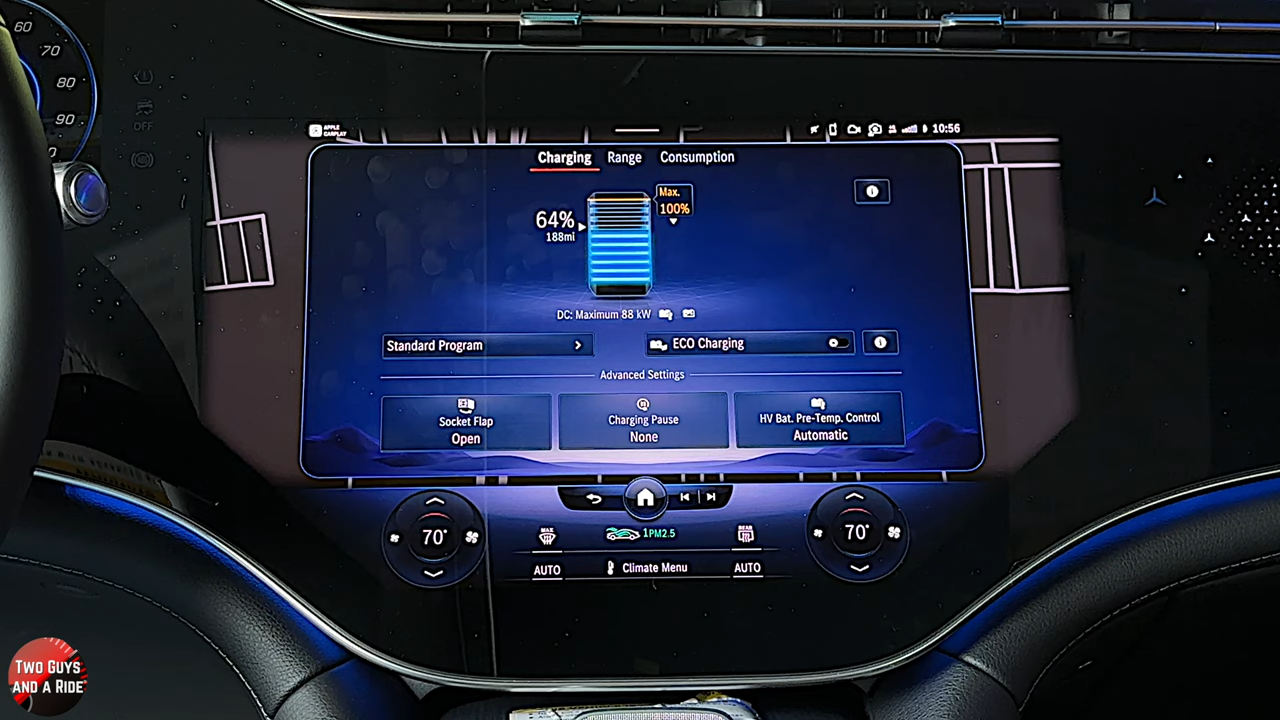 60
70
80
90
0
OFF
APPLE
CARPLAY
10:56
Charging Range Consumption
Max.
100%
64%
188mi
DC: Maximum 88 kW
Standard Program
ECO Charging
Advanced Settings
Socket Flap
Open
Charging Pause
None
HV Bat. Pre-Temp. Control
Automatic
70°
MAX
1PM2.5
REAR
70°
AUTO
Climate Menu
AUTO
TWO GUYS
AND A RIDE